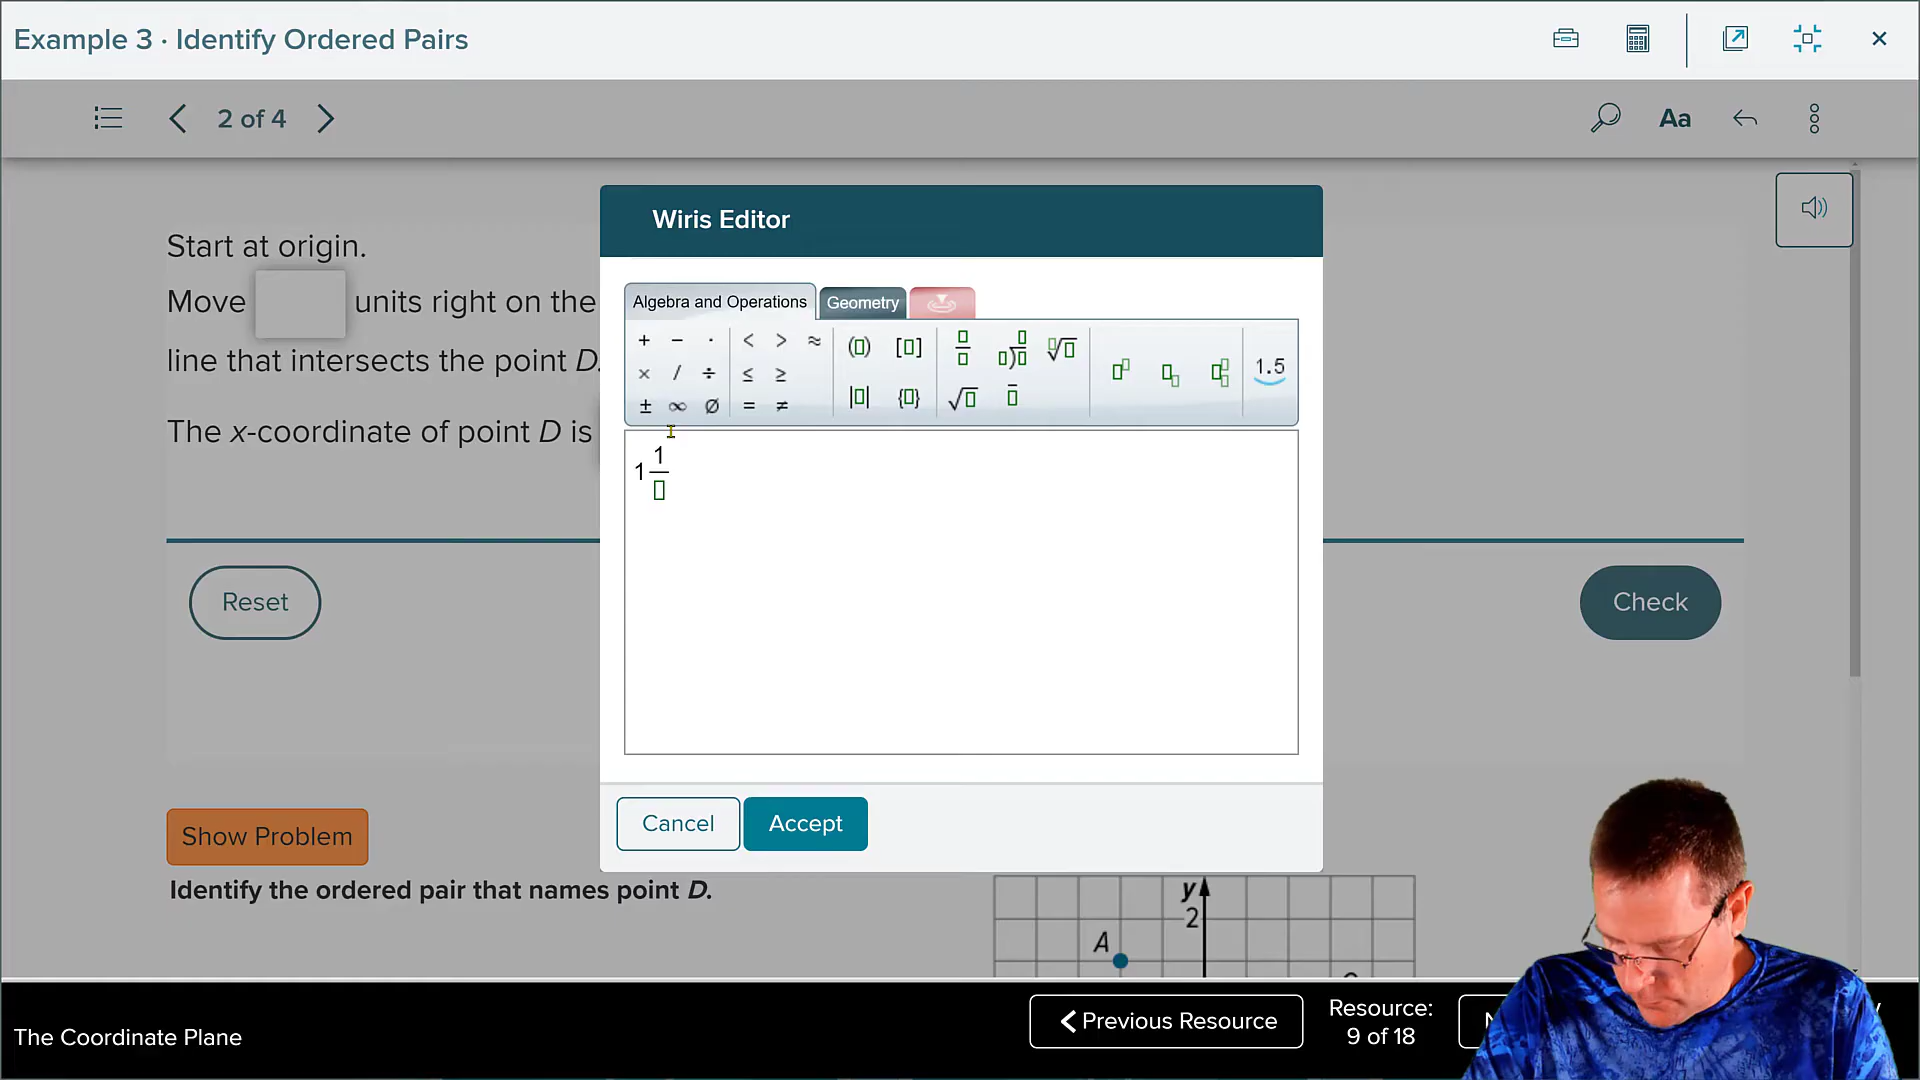 Example 3 · Identify Ordered Pairs
2 of 4
Aa
Start at origin.
Move units right on the
line that intersects the point D.
The x-coordinate of point D is
Wiris Editor
Algebra and Operations
Geometry
+ − · < > ≈ (▯) [▯]
× / ÷ ≤ ≥ 1.5
± ∞ Ø = ≠ |▯| {▯} √▯
1 1/▯
Reset
Check
Cancel
Accept
Show Problem
Identify the ordered pair that names point D.
y
2
A
The Coordinate Plane
Previous Resource
Resource:
9 of 18